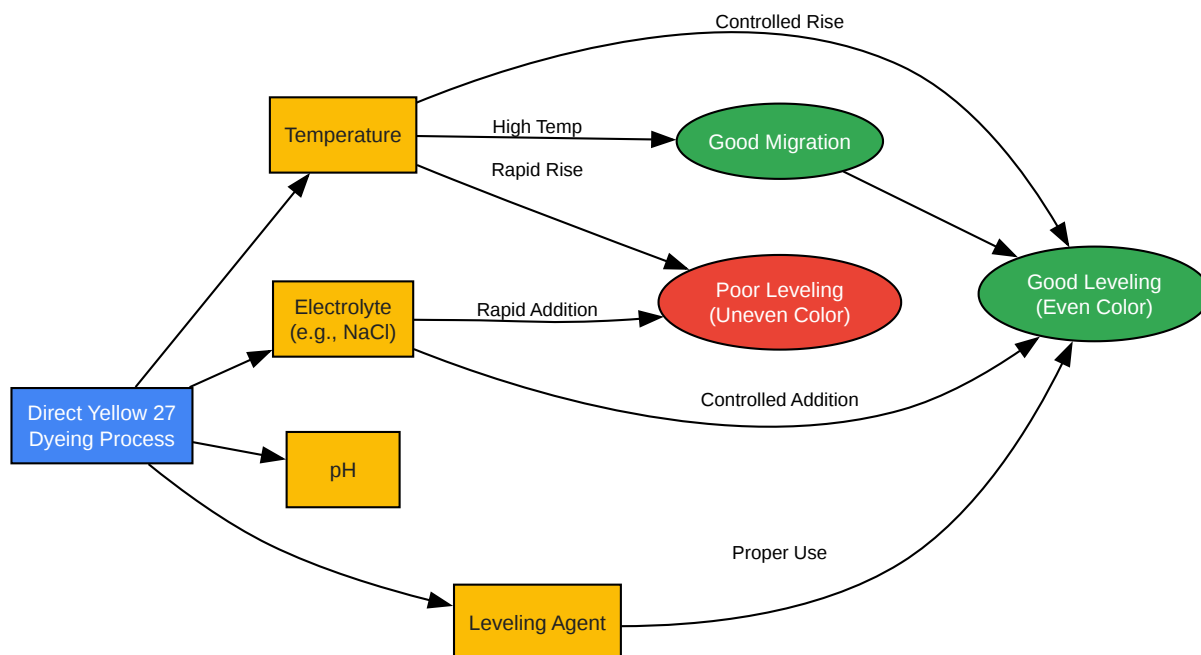 Controlled Rise
Temperature
High Temp
Good Migration
Rapid Rise
Electrolyte
(e.g., NaCl)
Rapid Addition
Poor Leveling
(Uneven Color)
Good Leveling
(Even Color)
Controlled Addition
Direct Yellow 27
Dyeing Process
pH
Proper Use
Leveling Agent